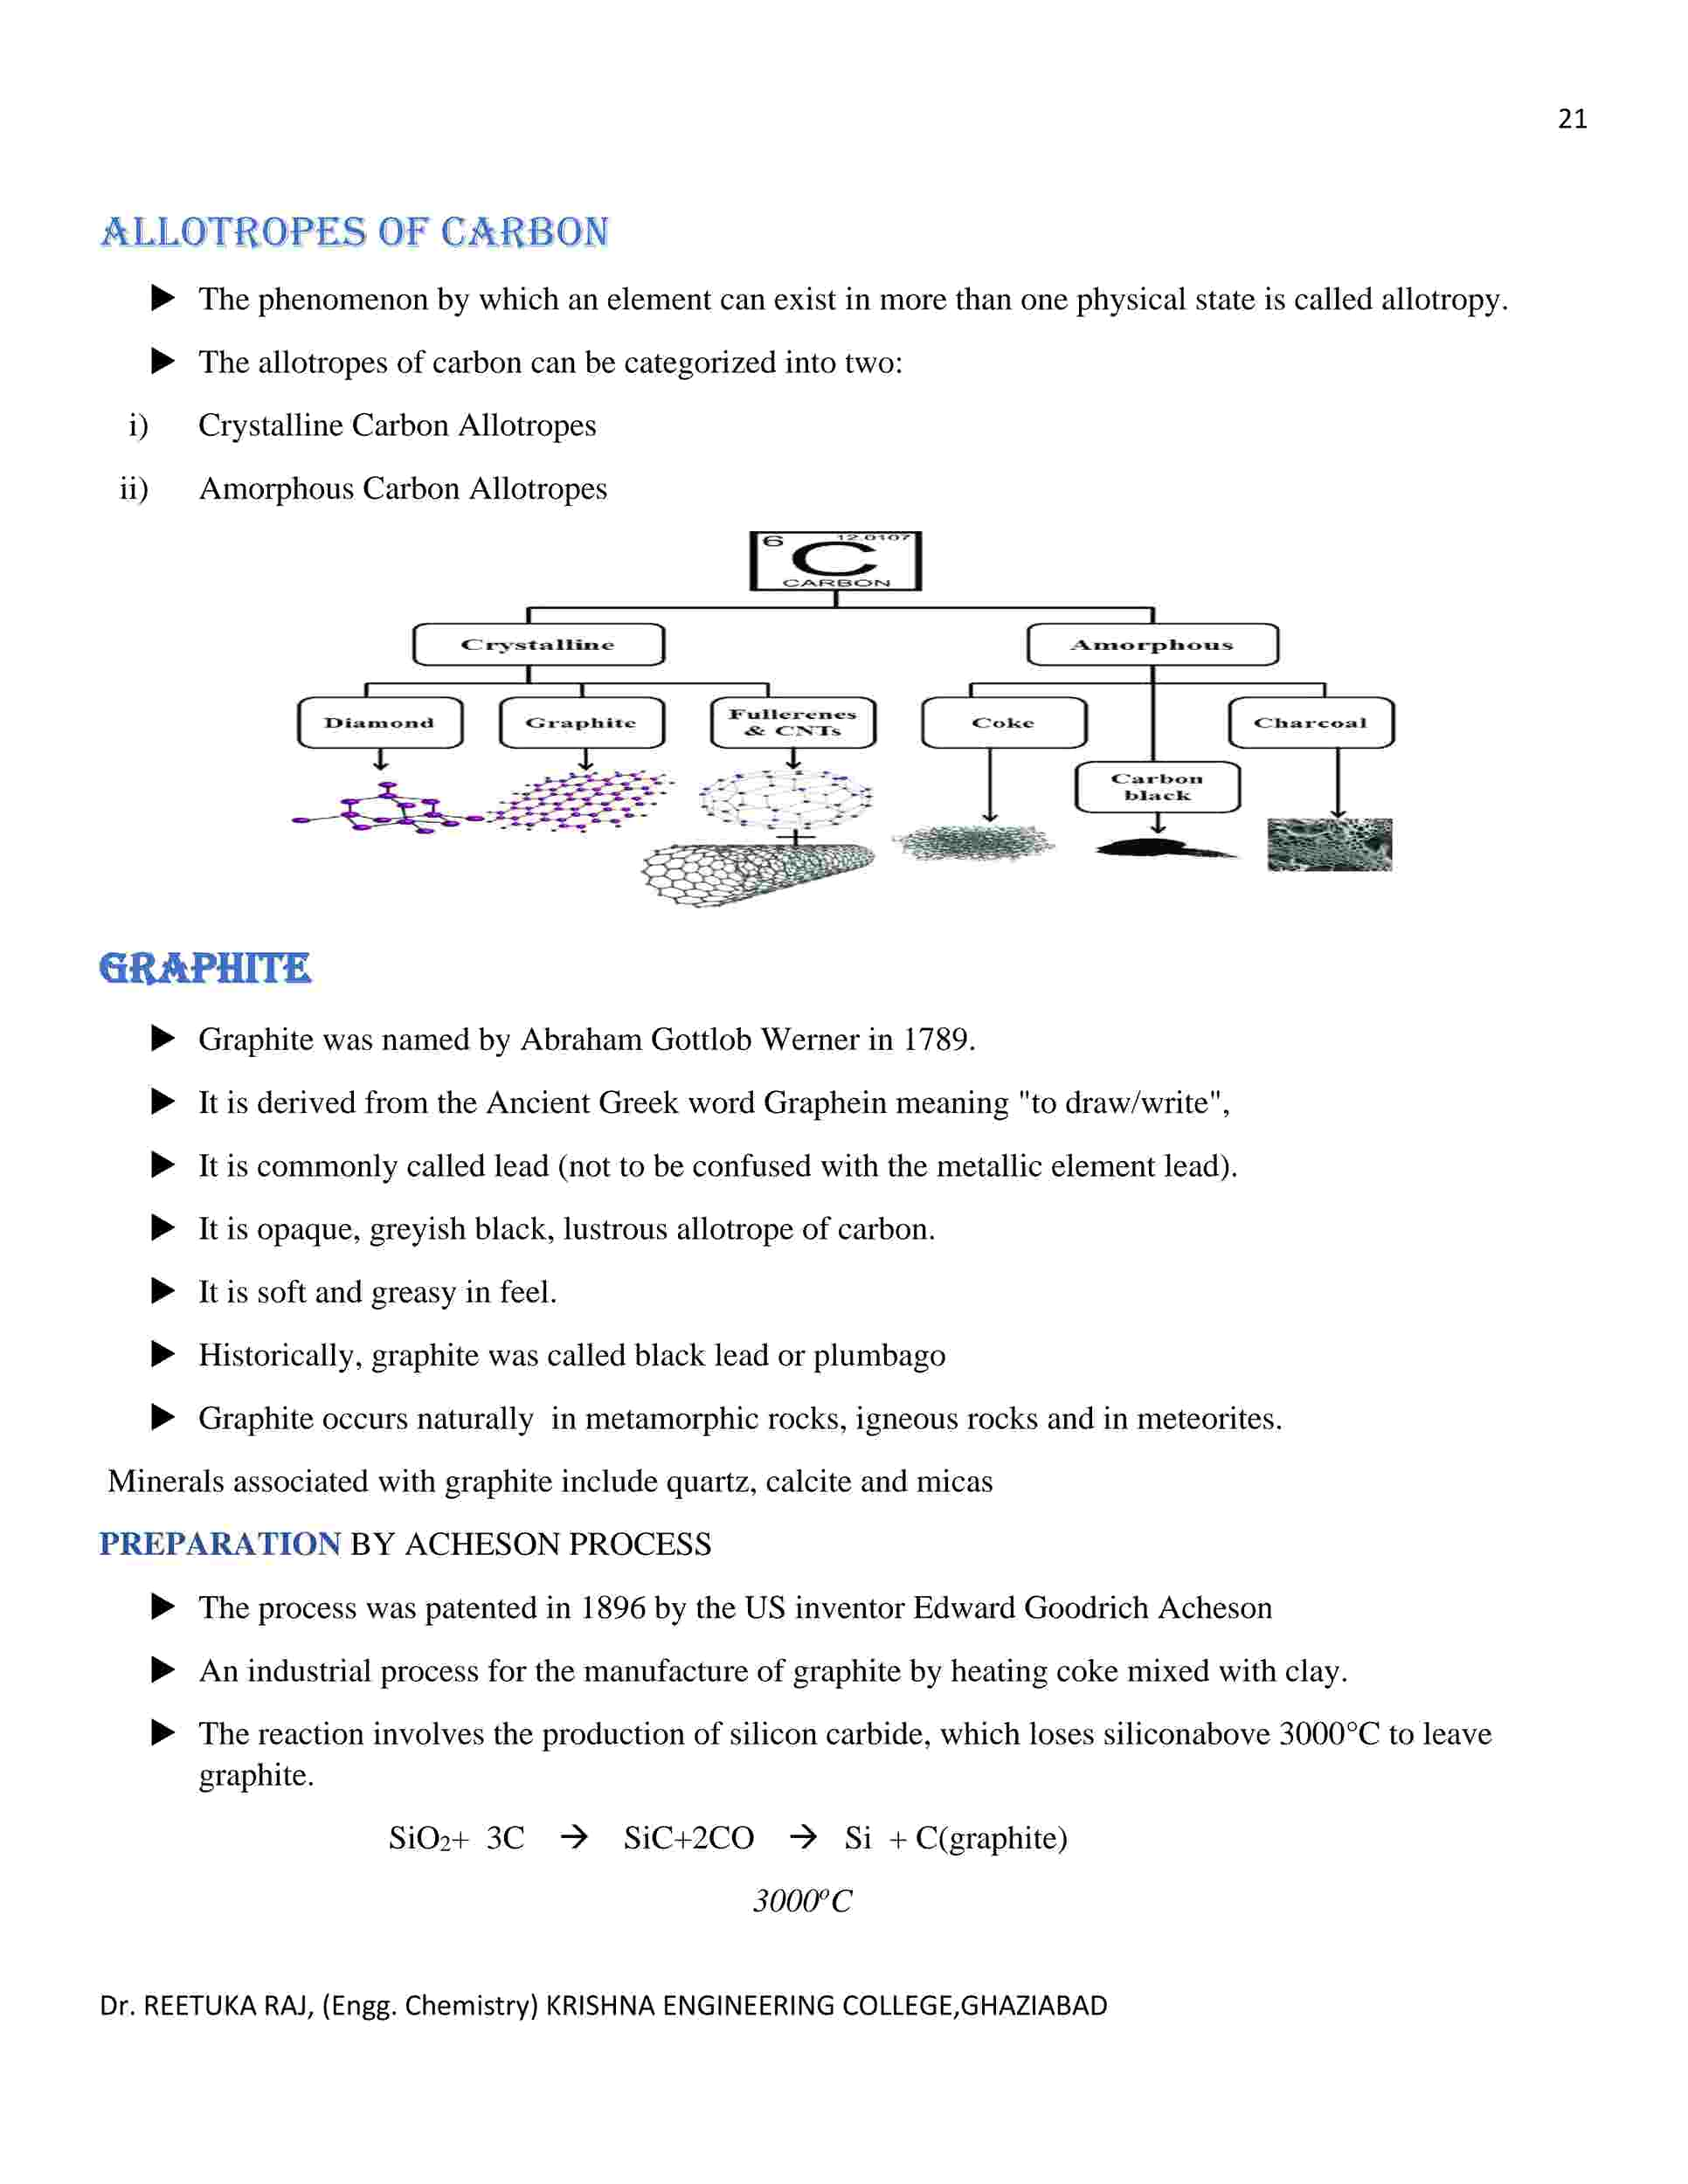 21
ALLOTROPES OF CARBON
▶ The phenomenon by which an element can exist in more than one physical state is called allotropy.
▶ The allotropes of carbon can be categorized into two:
i) Crystalline Carbon Allotropes
ii) Amorphous Carbon Allotropes
6 12.0107
C
CARBON
Crystalline Amorphous
Diamond Graphite Fullerenes & CNTs Coke Charcoal
Carbon
black
GRAPHITE
▶ Graphite was named by Abraham Gottlob Werner in 1789.
▶ It is derived from the Ancient Greek word Graphein meaning "to draw/write",
▶ It is commonly called lead (not to be confused with the metallic element lead).
▶ It is opaque, greyish black, lustrous allotrope of carbon.
▶ It is soft and greasy in feel.
▶ Historically, graphite was called black lead or plumbago
▶ Graphite occurs naturally  in metamorphic rocks, igneous rocks and in meteorites.
Minerals associated with graphite include quartz, calcite and micas
PREPARATION BY ACHESON PROCESS
▶ The process was patented in 1896 by the US inventor Edward Goodrich Acheson
▶ An industrial process for the manufacture of graphite by heating coke mixed with clay.
▶ The reaction involves the production of silicon carbide, which loses siliconabove 3000°C to leave
graphite.
SiO2+ 3C → SiC+2CO → Si + C(graphite)
3000ºC
Dr. REETUKA RAJ, (Engg. Chemistry) KRISHNA ENGINEERING COLLEGE,GHAZIABAD